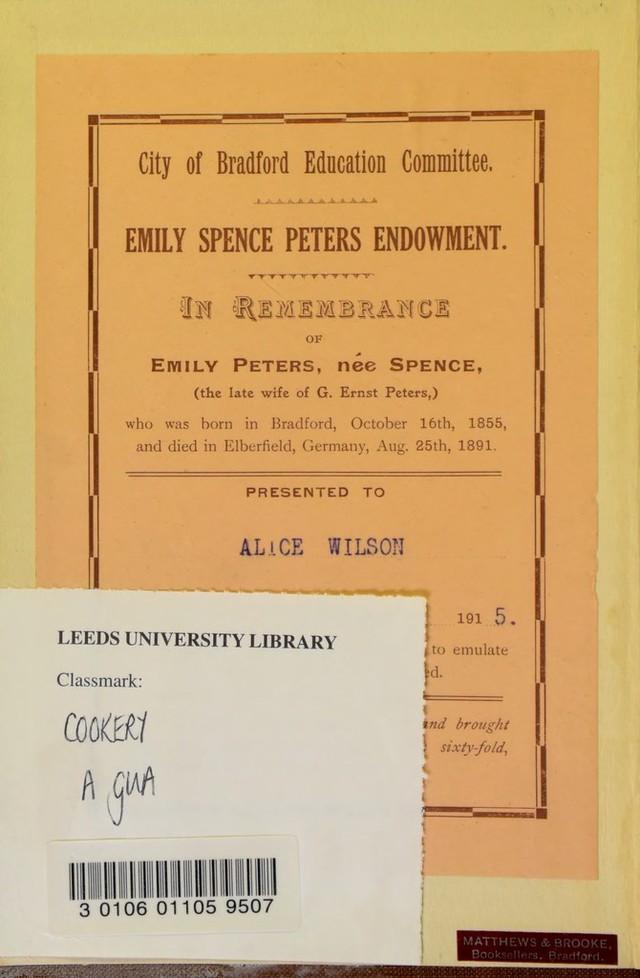 City of Bradford Education Committee.
EMILY SPENCE PETERS ENDOWMENT.
IN REMEMBRANCE
OF
EMILY PETERS, née SPENCE,
(the late wife of G. Ernst Peters,)
who was born in Bradford, October 16th, 1855,
and died in Elberfield, Germany, Aug. 25th, 1891.
PRESENTED TO
ALICE WILSON
191 5.
to emulate
ed.
and brought
sixty-fold,
LEEDS UNIVERSITY LIBRARY
Classmark:
COOKERY
A GUA
3 0106 01105 9507
MATTHEWS & BROOKE,
Booksellers, Bradford.